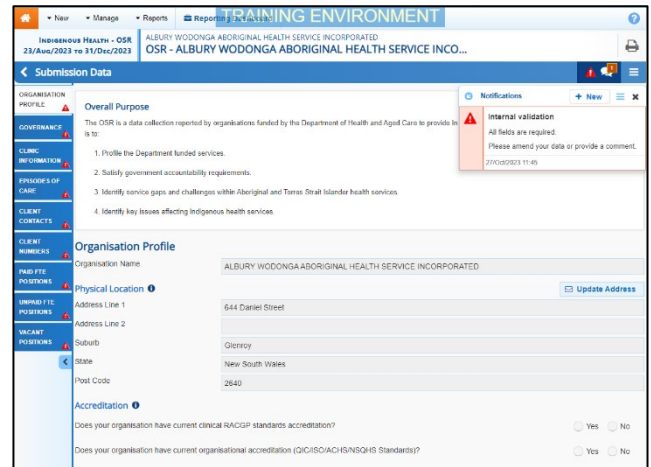 New Manage Reports Reporting Dashboard
TRAINING ENVIRONMENT
INDIGENOUS HEALTH - OSR
23/AUG/2023 TO 31/DEC/2023
ALBURY WODONGA ABORIGINAL HEALTH SERVICE INCORPORATED
OSR - ALBURY WODONGA ABORIGINAL HEALTH SERVICE INCO...
Submission Data
1
ORGANISATION PROFILE
GOVERNANCE
CLINIC INFORMATION
EPISODES OF CARE
CLIENT CONTACTS
CLIENT NUMBERS
PAID FTE POSITIONS
UNPAID FTE POSITIONS
VACANT POSITIONS
Notifications + New
Internal validation
All fields are required.
Please amend your data or provide a comment.
27/Oct/2023 11:45
Overall Purpose
The OSR is a data collection reported by organisations funded by the Department of Health and Aged Care to provide In
is to:
1. Profile the Department funded services.
2. Satisfy government accountability requirements.
3. Identify service gaps and challenges within Aboriginal and Torres Strait Islander health services.
4. Identify key issues affecting Indigenous health services
Organisation Profile
Organisation Name ALBURY WODONGA ABORIGINAL HEALTH SERVICE INCORPORATED
Physical Location Update Address
Address Line 1 644 Daniel Street
Address Line 2
Suburb Glenroy
State New South Wales
Post Code 2640
Accreditation
Does your organisation have current clinical RACGP standards accreditation? Yes No
Does your organisation have current organisational accreditation (QIC/ISO/ACHS/NSQHS Standards)? Yes No